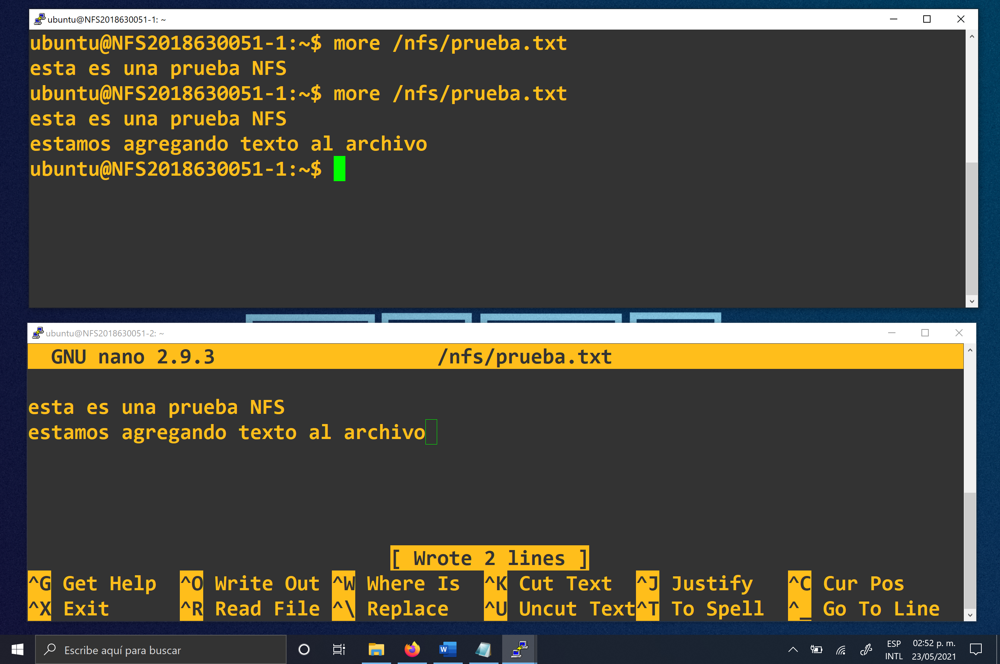 ubuntu@NFS2018630051-1: ~
ubuntu@NFS2018630051-1:~$ more /nfs/prueba.txt
esta es una prueba NFS
ubuntu@NFS2018630051-1:~$ more /nfs/prueba.txt
esta es una prueba NFS
estamos agregando texto al archivo
ubuntu@NFS2018630051-1:~$
ubuntu@NFS2018630051-2: ~
GNU nano 2.9.3 /nfs/prueba.txt
esta es una prueba NFS
estamos agregando texto al archivo
[ Wrote 2 lines ]
^G Get Help ^O Write Out ^W Where Is ^K Cut Text ^J Justify ^C Cur Pos
^X Exit ^R Read File ^\ Replace ^U Uncut Text ^T To Spell ^_ Go To Line
Escribe aquí para buscar
W
ESP 02:52 p. m.
INTL 23/05/2021